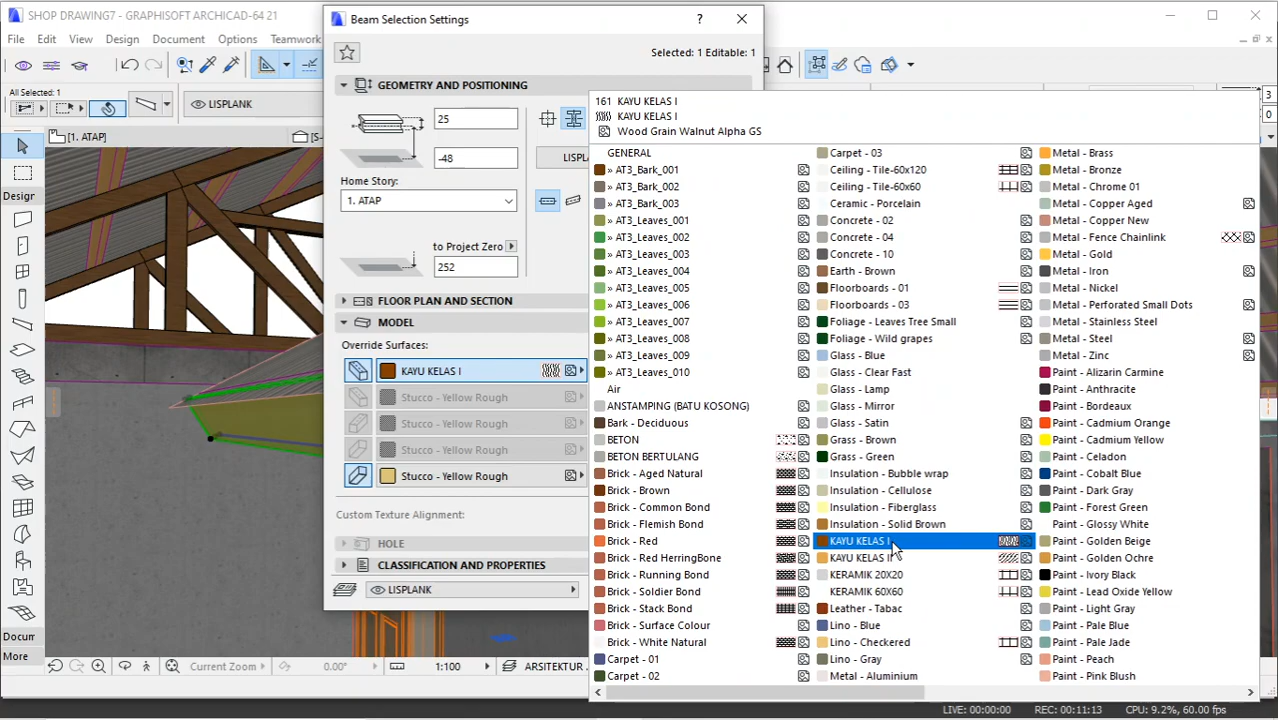 SHOP DRAWING7 - GRAPHISOFT ARCHICAD-64 21
File Edit View Design Document Options Teamwork
Beam Selection Settings
?
Selected: 1 Editable: 1
All Selected: 1
LISPLANK
[1. ATAP]
[S-
Design
Docum
More
GEOMETRY AND POSITIONING
25
-48
LISPL
Home Story:
1. ATAP
to Project Zero
252
FLOOR PLAN AND SECTION
MODEL
Override Surfaces:
KAYU KELAS I
Stucco - Yellow Rough
Stucco - Yellow Rough
Stucco - Yellow Rough
Stucco - Yellow Rough
Custom Texture Alignment:
HOLE
CLASSIFICATION AND PROPERTIES
LISPLANK
3
0
161 KAYU KELAS I
KAYU KELAS I
Wood Grain Walnut Alpha GS
GENERAL
» AT3_Bark_001
» AT3_Bark_002
» AT3_Bark_003
» AT3_Leaves_001
» AT3_Leaves_002
» AT3_Leaves_003
» AT3_Leaves_004
» AT3_Leaves_005
» AT3_Leaves_006
» AT3_Leaves_007
» AT3_Leaves_008
» AT3_Leaves_009
» AT3_Leaves_010
Air
ANSTAMPING (BATU KOSONG)
Bark - Deciduous
BETON
BETON BERTULANG
Brick - Aged Natural
Brick - Brown
Brick - Common Bond
Brick - Flemish Bond
Brick - Red
Brick - Red HerringBone
Brick - Running Bond
Brick - Soldier Bond
Brick - Stack Bond
Brick - Surface Colour
Brick - White Natural
Carpet - 01
Carpet - 02
Carpet - 03
Ceiling - Tile-60x120
Ceiling - Tile-60x60
Ceramic - Porcelain
Concrete - 02
Concrete - 04
Concrete - 10
Earth - Brown
Floorboards - 01
Floorboards - 03
Foliage - Leaves Tree Small
Foliage - Wild grapes
Glass - Blue
Glass - Clear Fast
Glass - Lamp
Glass - Mirror
Glass - Satin
Grass - Brown
Grass - Green
Insulation - Bubble wrap
Insulation - Cellulose
Insulation - Fiberglass
Insulation - Solid Brown
KAYU KELAS I
KAYU KELAS II
KERAMIK 20X20
KERAMIK 60X60
Leather - Tabac
Lino - Blue
Lino - Checkered
Lino - Gray
Metal - Aluminium
Metal - Brass
Metal - Bronze
Metal - Chrome 01
Metal - Copper Aged
Metal - Copper New
Metal - Fence Chainlink
Metal - Gold
Metal - Iron
Metal - Nickel
Metal - Perforated Small Dots
Metal - Stainless Steel
Metal - Steel
Metal - Zinc
Paint - Alizarin Carmine
Paint - Anthracite
Paint - Bordeaux
Paint - Cadmium Orange
Paint - Cadmium Yellow
Paint - Celadon
Paint - Cobalt Blue
Paint - Dark Gray
Paint - Forest Green
Paint - Glossy White
Paint - Golden Beige
Paint - Golden Ochre
Paint - Ivory Black
Paint - Lead Oxide Yellow
Paint - Light Gray
Paint - Pale Blue
Paint - Pale Jade
Paint - Peach
Paint - Pink Blush
Current Zoom 0.00° 1:100 ARSITEKTUR
LIVE: 00:00:00 REC: 00:11:13 CPU: 9.2%, 60.00 fps